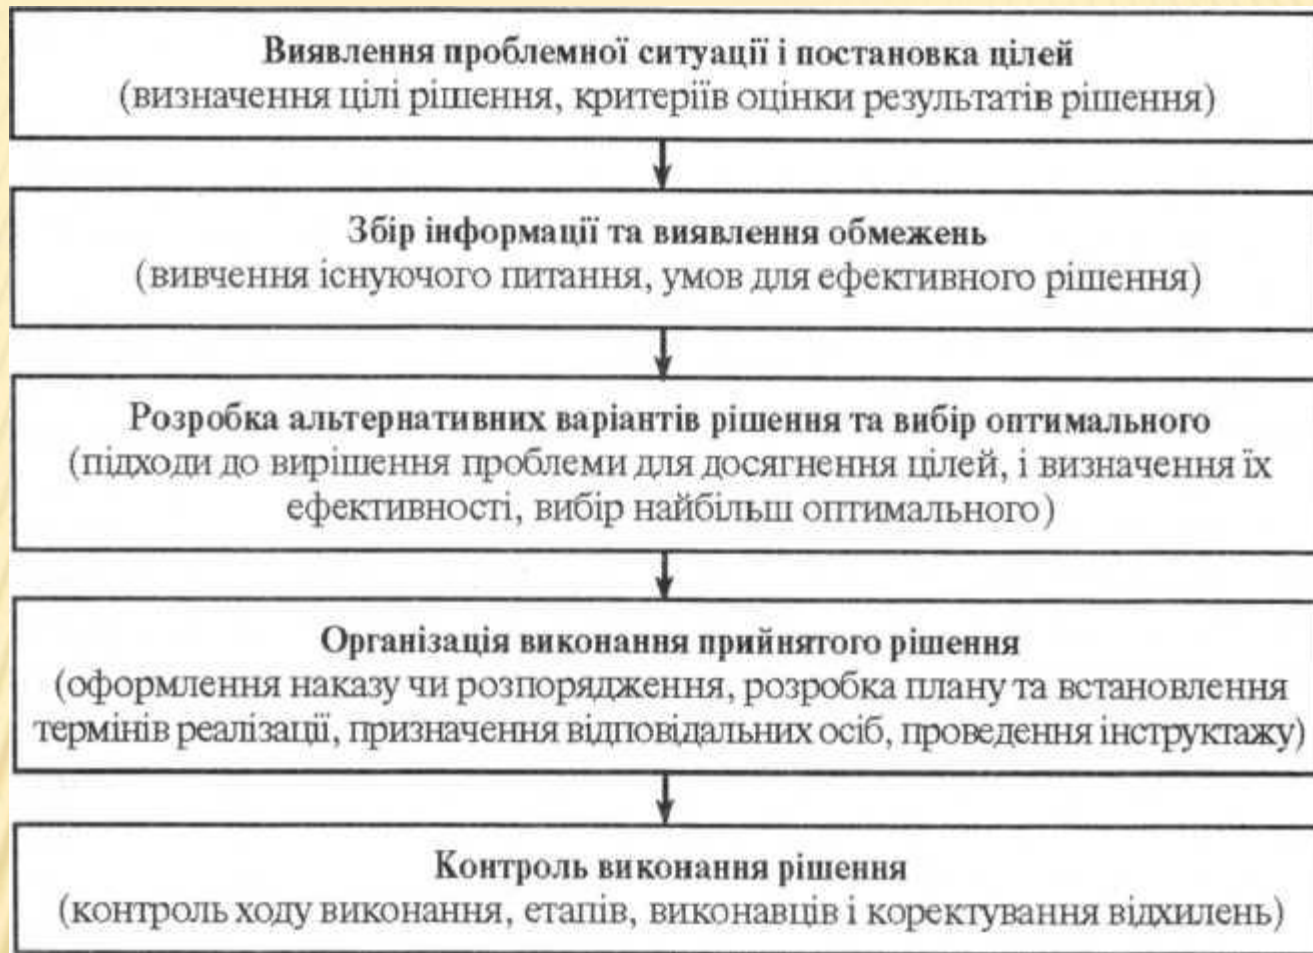 Виявлення проблемної ситуації і постановка цілей
(визначення цілі рішення, критеріїв оцінки результатів рішення)
Збір інформації та виявлення обмежень
(вивчення існуючого питання, умов для ефективного рішення)
Розробка альтернативних варіантів рішення та вибір оптимального
(підходи до вирішення проблеми для досягнення цілей, і визначення їх
ефективності, вибір найбільш оптимального)
Організація виконання прийнятого рішення
(оформлення наказу чи розпорядження, розробка плану та встановлення
термінів реалізації, призначення відповідальних осіб, проведення інструктажу)
Контроль виконання рішення
(контроль ходу виконання, етапів, виконавців і коректування відхилень)